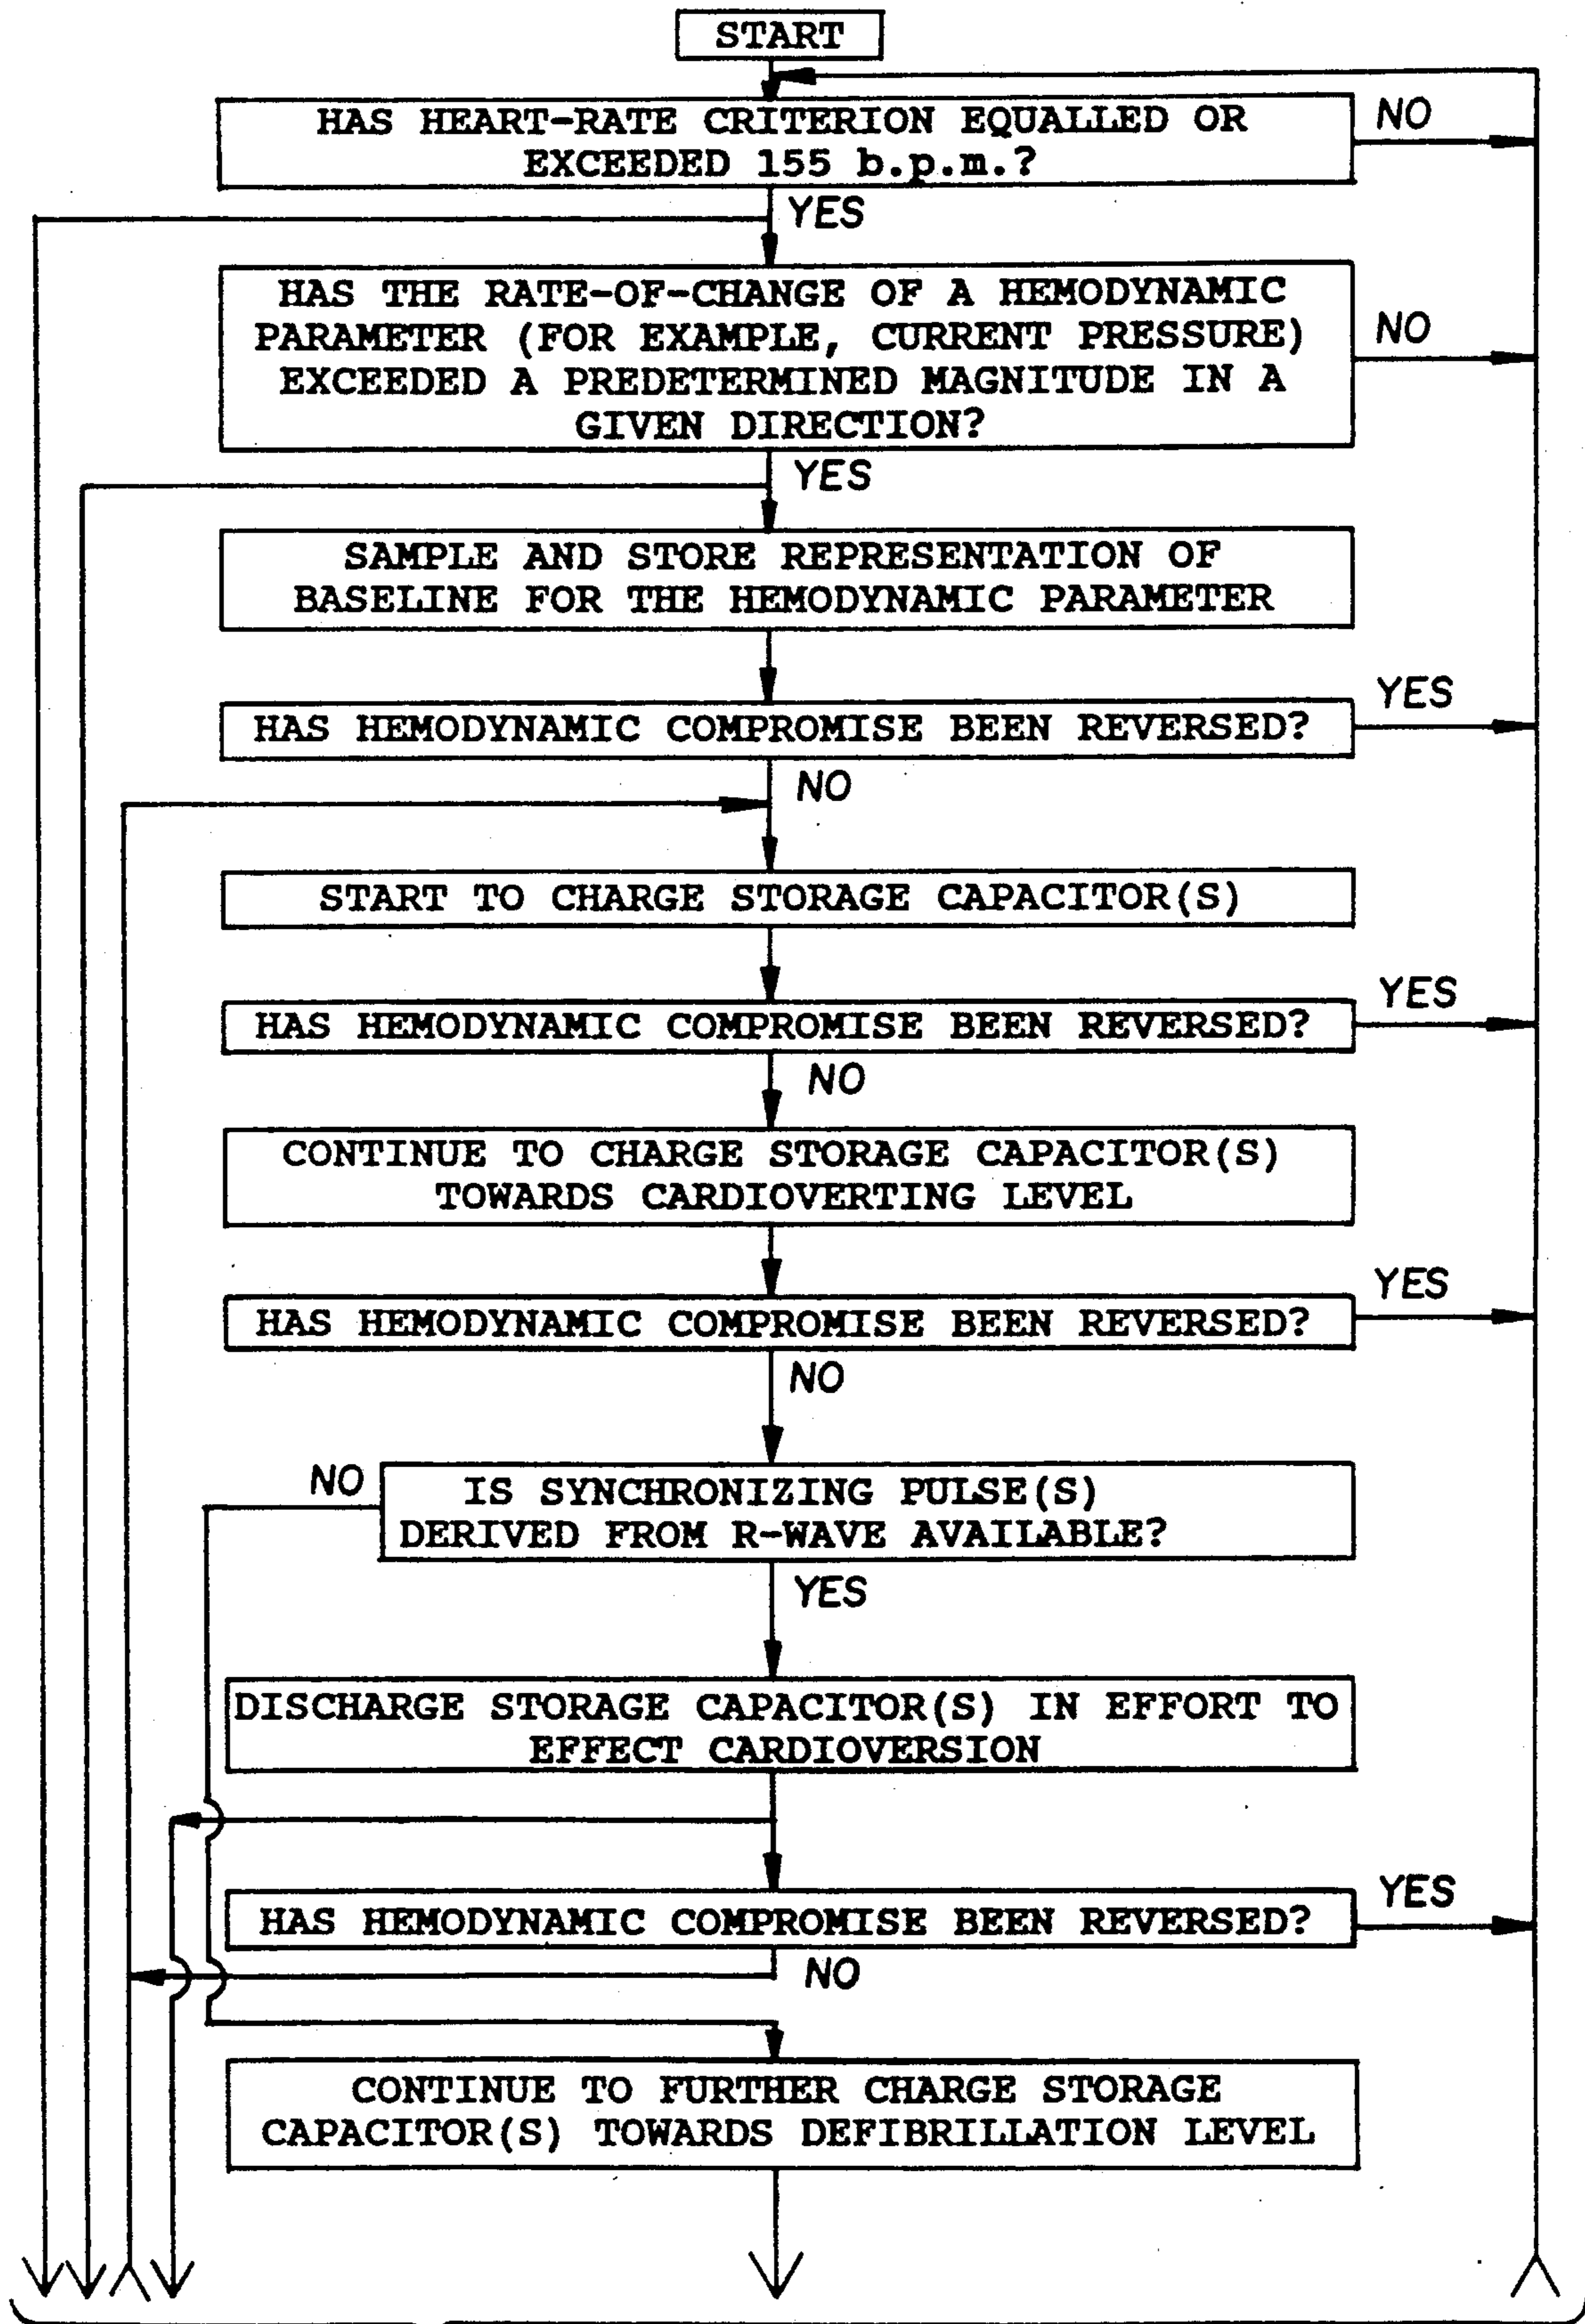 START
HAS HEART-RATE CRITERION EQUALLED OR
EXCEEDED 155 b.p.m.?
NO
YES
HAS THE RATE-OF-CHANGE OF A HEMODYNAMIC
PARAMETER (FOR EXAMPLE, CURRENT PRESSURE)
EXCEEDED A PREDETERMINED MAGNITUDE IN A
GIVEN DIRECTION?
NO
YES
SAMPLE AND STORE REPRESENTATION OF
BASELINE FOR THE HEMODYNAMIC PARAMETER
HAS HEMODYNAMIC COMPROMISE BEEN REVERSED?
YES
NO
START TO CHARGE STORAGE CAPACITOR(S)
HAS HEMODYNAMIC COMPROMISE BEEN REVERSED?
YES
NO
CONTINUE TO CHARGE STORAGE CAPACITOR(S)
TOWARDS CARDIOVERTING LEVEL
HAS HEMODYNAMIC COMPROMISE BEEN REVERSED?
YES
NO
NO
IS SYNCHRONIZING PULSE(S)
DERIVED FROM R-WAVE AVAILABLE?
YES
DISCHARGE STORAGE CAPACITOR(S) IN EFFORT TO
EFFECT CARDIOVERSION
HAS HEMODYNAMIC COMPROMISE BEEN REVERSED?
YES
NO
CONTINUE TO FURTHER CHARGE STORAGE
CAPACITOR(S) TOWARDS DEFIBRILLATION LEVEL